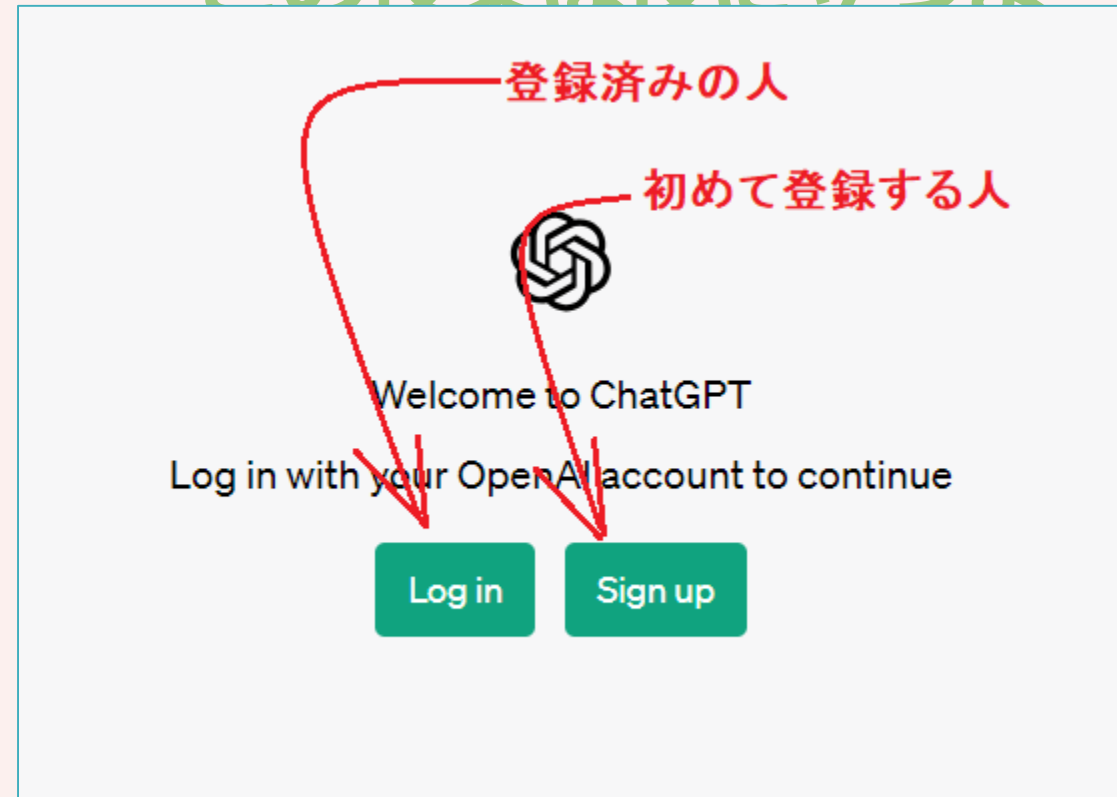 登録済みの人
初めて登録する人
Welcome to ChatGPT
Log in with your OpenAI account to continue
Log in
Sign up